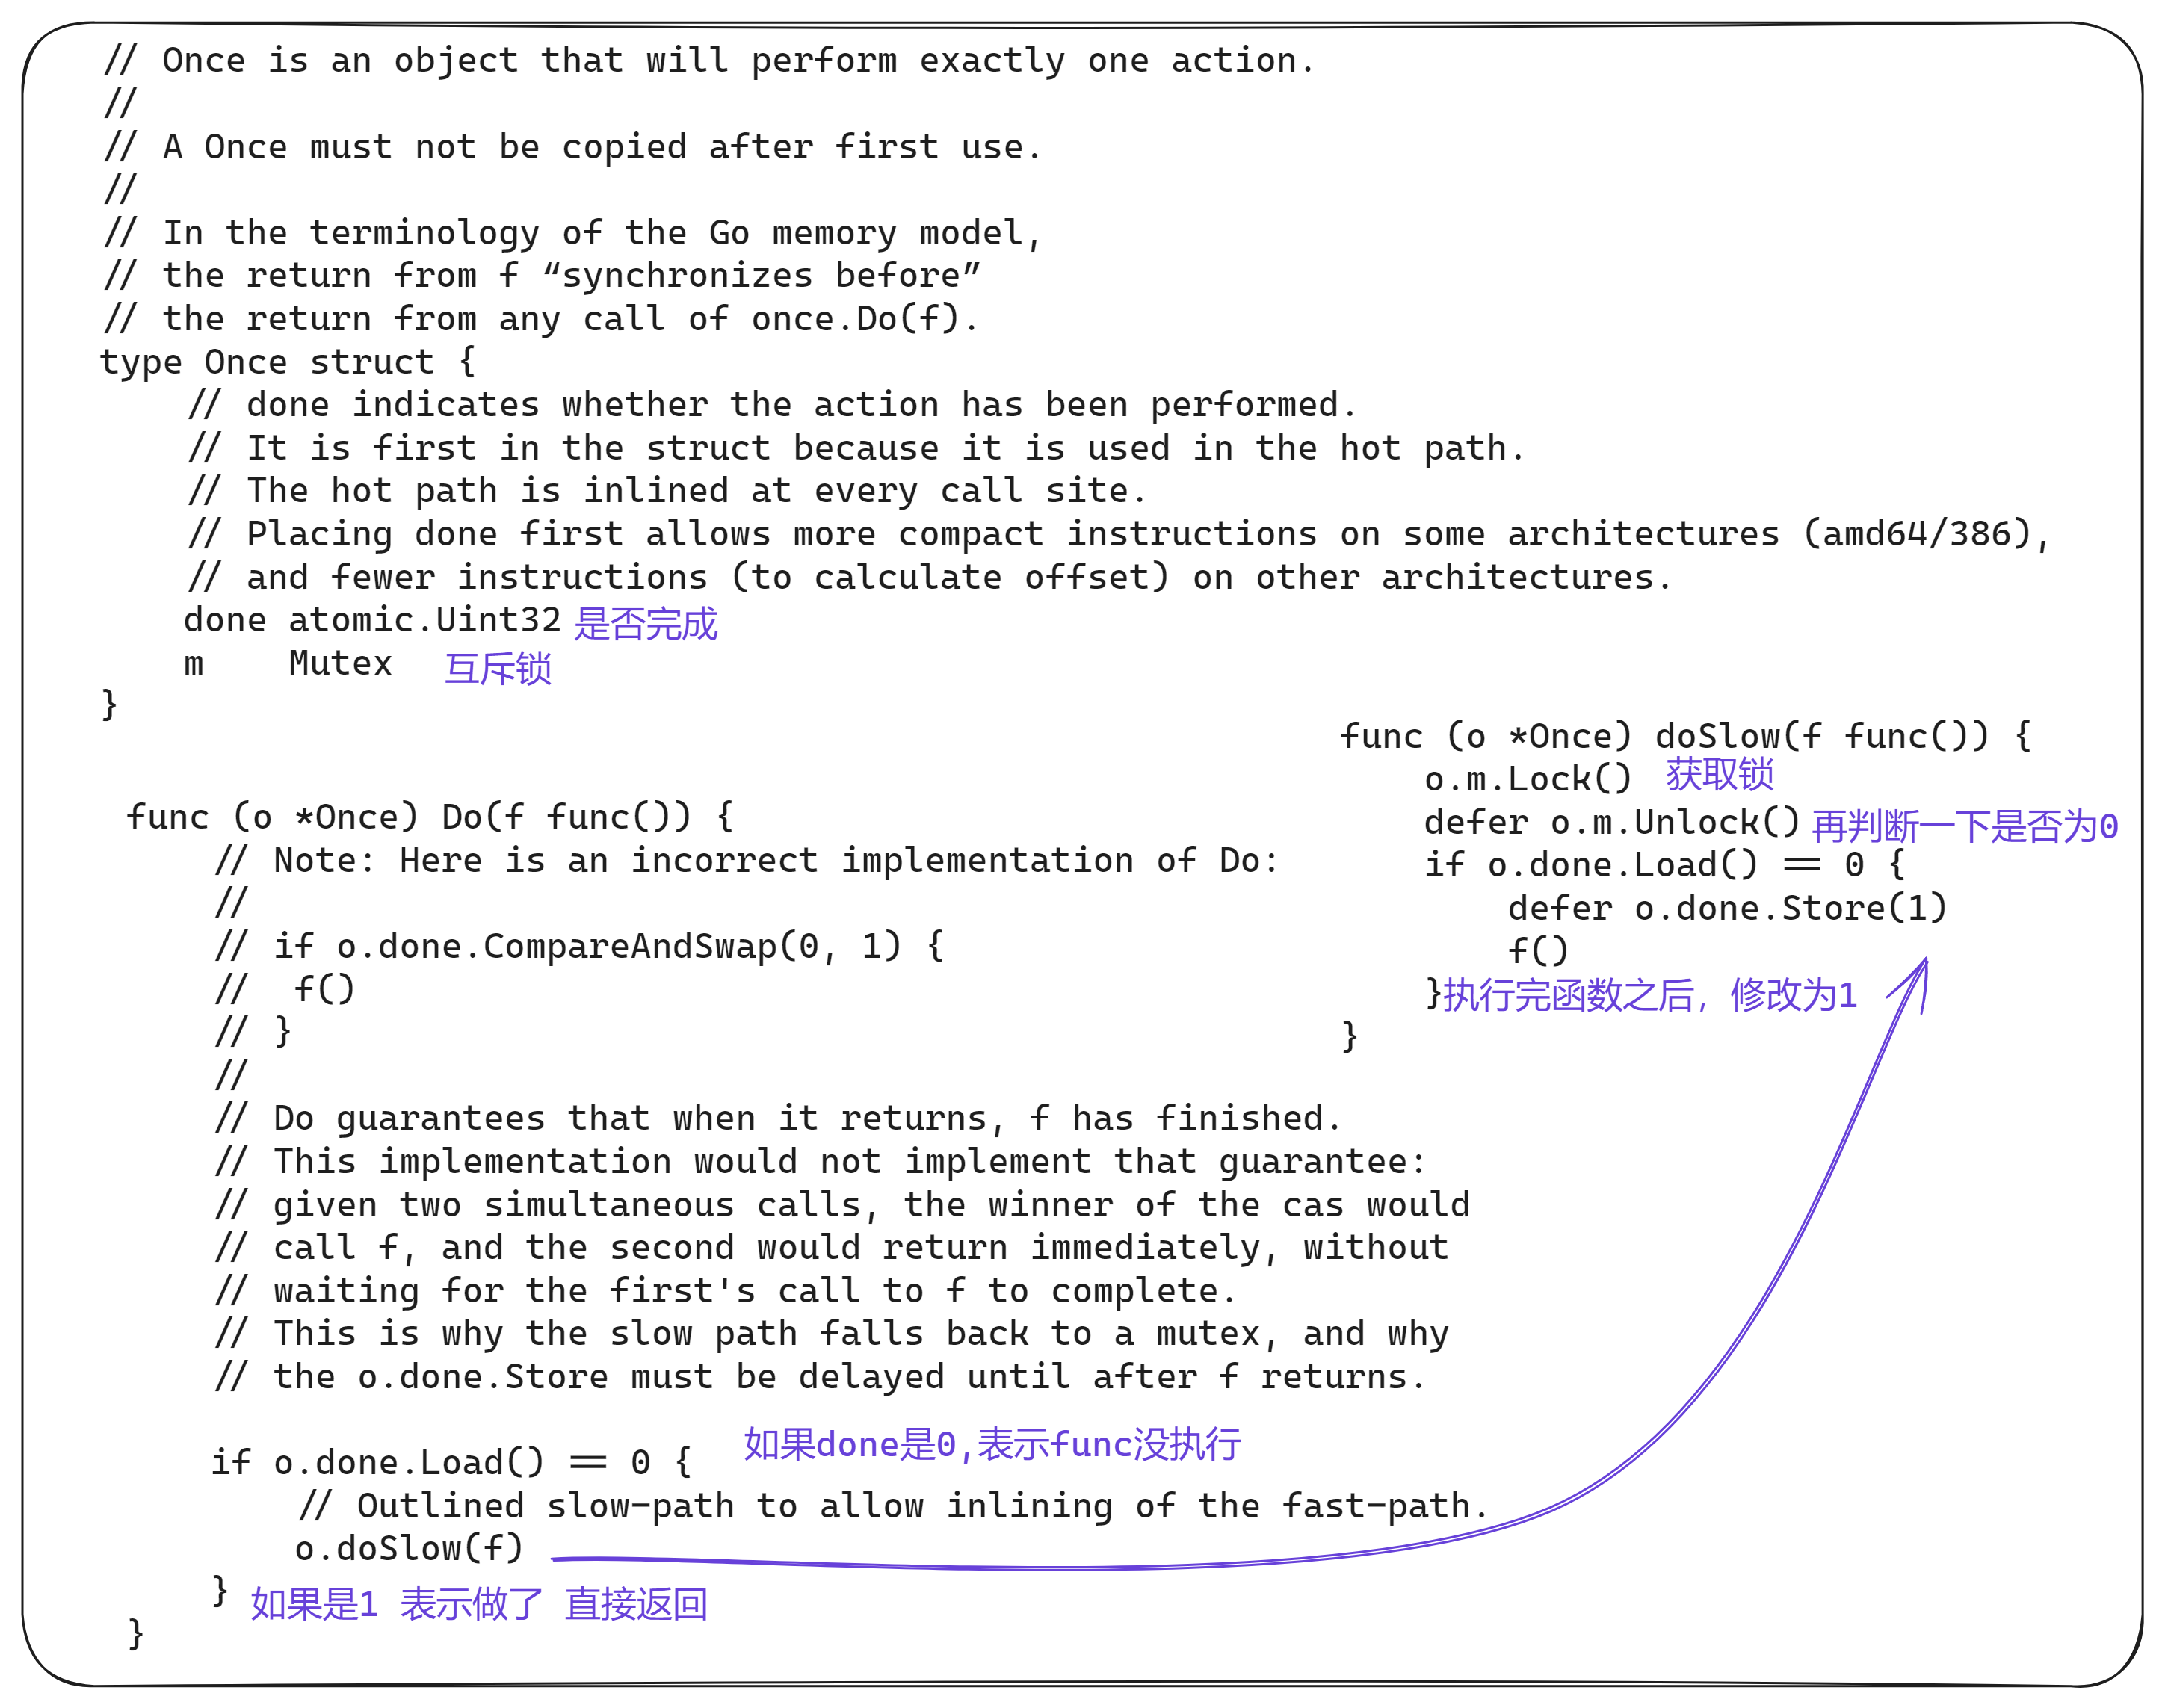 // Once is an object that will perform exactly one action.
//
// A Once must not be copied after first use.
//
// In the terminology of the Go memory model,
// the return from f “synchronizes before”
// the return from any call of once.Do(f).
type Once struct {
    // done indicates whether the action has been performed.
    // It is first in the struct because it is used in the hot path.
    // The hot path is inlined at every call site.
    // Placing done first allows more compact instructions on some architectures (amd64/386),
    // and fewer instructions (to calculate offset) on other architectures.
    done atomic.Uint32 是否完成
    m    Mutex 互斥锁
}
func (o *Once) Do(f func()) {
    // Note: Here is an incorrect implementation of Do:
    //
    // if o.done.CompareAndSwap(0, 1) {
    //  f()
    // }
    //
    // Do guarantees that when it returns, f has finished.
    // This implementation would not implement that guarantee:
    // given two simultaneous calls, the winner of the cas would
    // call f, and the second would return immediately, without
    // waiting for the first's call to f to complete.
    // This is why the slow path falls back to a mutex, and why
    // the o.done.Store must be delayed until after f returns.
如果done是0,表示func没执行
    if o.done.Load() == 0 {
        // Outlined slow-path to allow inlining of the fast-path.
        o.doSlow(f)
    } 如果是1 表示做了 直接返回
}
func (o *Once) doSlow(f func()) {
    o.m.Lock() 获取锁
    defer o.m.Unlock() 再判断一下是否为0
    if o.done.Load() == 0 {
        defer o.done.Store(1)
        f()
    }执行完函数之后，修改为1
}